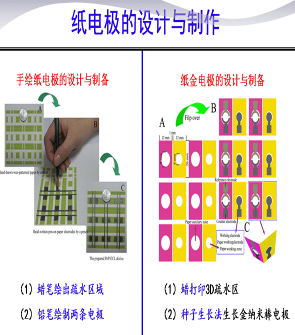 纸电极的设计与制作
手绘纸电极的设计与制备
A
B
C
(1) 蜡笔绘出疏水区域
(2) 铅笔绘制两条电极
纸金电极的设计与制备
A
Flip-over
B
C
(1) 蜡打印3D疏水区
(2) 种子生长法生长金纳米棒电极